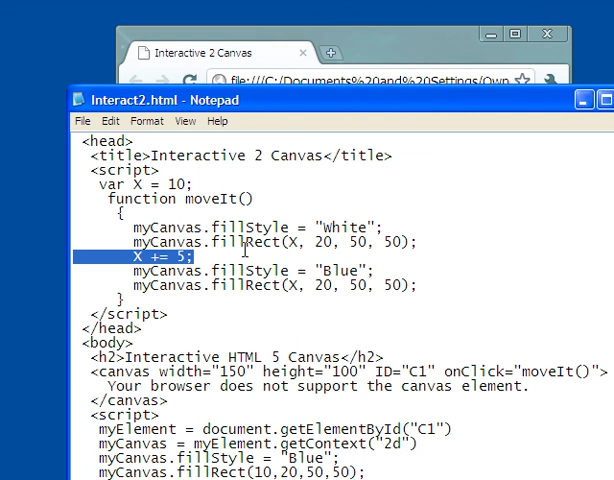 Interactive 2 Canvas
file:///C:/Documents%20and%20Settings/Own
Interact2.html - Notepad
File Edit Format View Help
<head>
<title>Interactive 2 Canvas</title>
<script>
var X = 10;
function moveIt()
{
myCanvas.fillStyle = "White";
myCanvas.fillRect(X, 20, 50, 50);
X += 5;
myCanvas.fillStyle = "Blue";
myCanvas.fillRect(X, 20, 50, 50);
}
</script>
</head>
<body>
<h2>Interactive HTML 5 Canvas</h2>
<canvas width="150" height="100" ID="C1" onClick="moveIt()">
Your browser does not support the canvas element.
</canvas>
<script>
myElement = document.getElementById("C1")
myCanvas = myElement.getContext("2d")
myCanvas.fillStyle = "Blue";
myCanvas.fillRect(10,20,50,50);